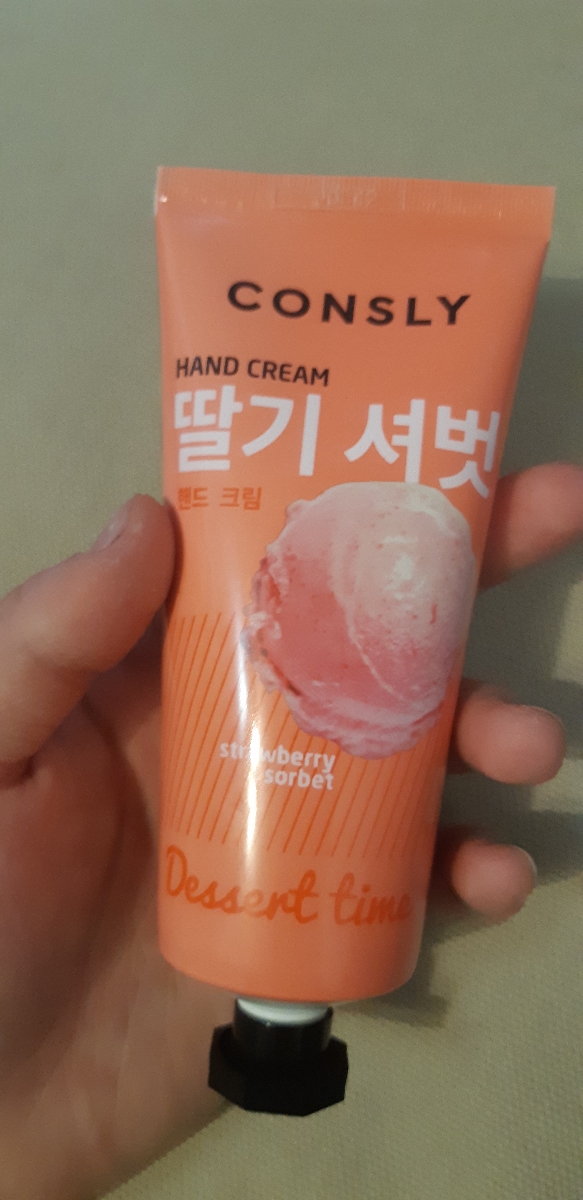 CONSLY
HAND CREAM
딸기 셔벗
핸드 크림
strawberry
sorbet
Dessert time